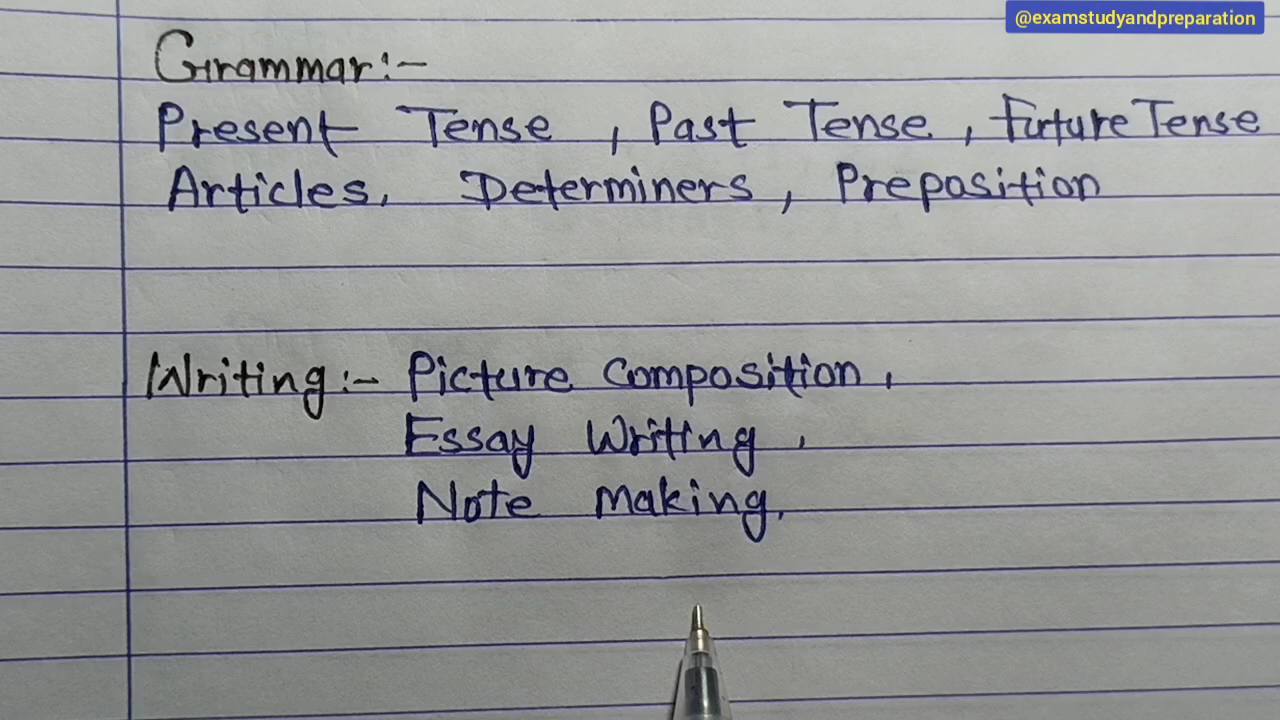 @examstudyandpreparation
Grammar:-
Present Tense , Past Tense , Future Tense
Articles, Determiners , Preposition
Writing:- Picture Composition ,
Essay Writing ,
Note Making.